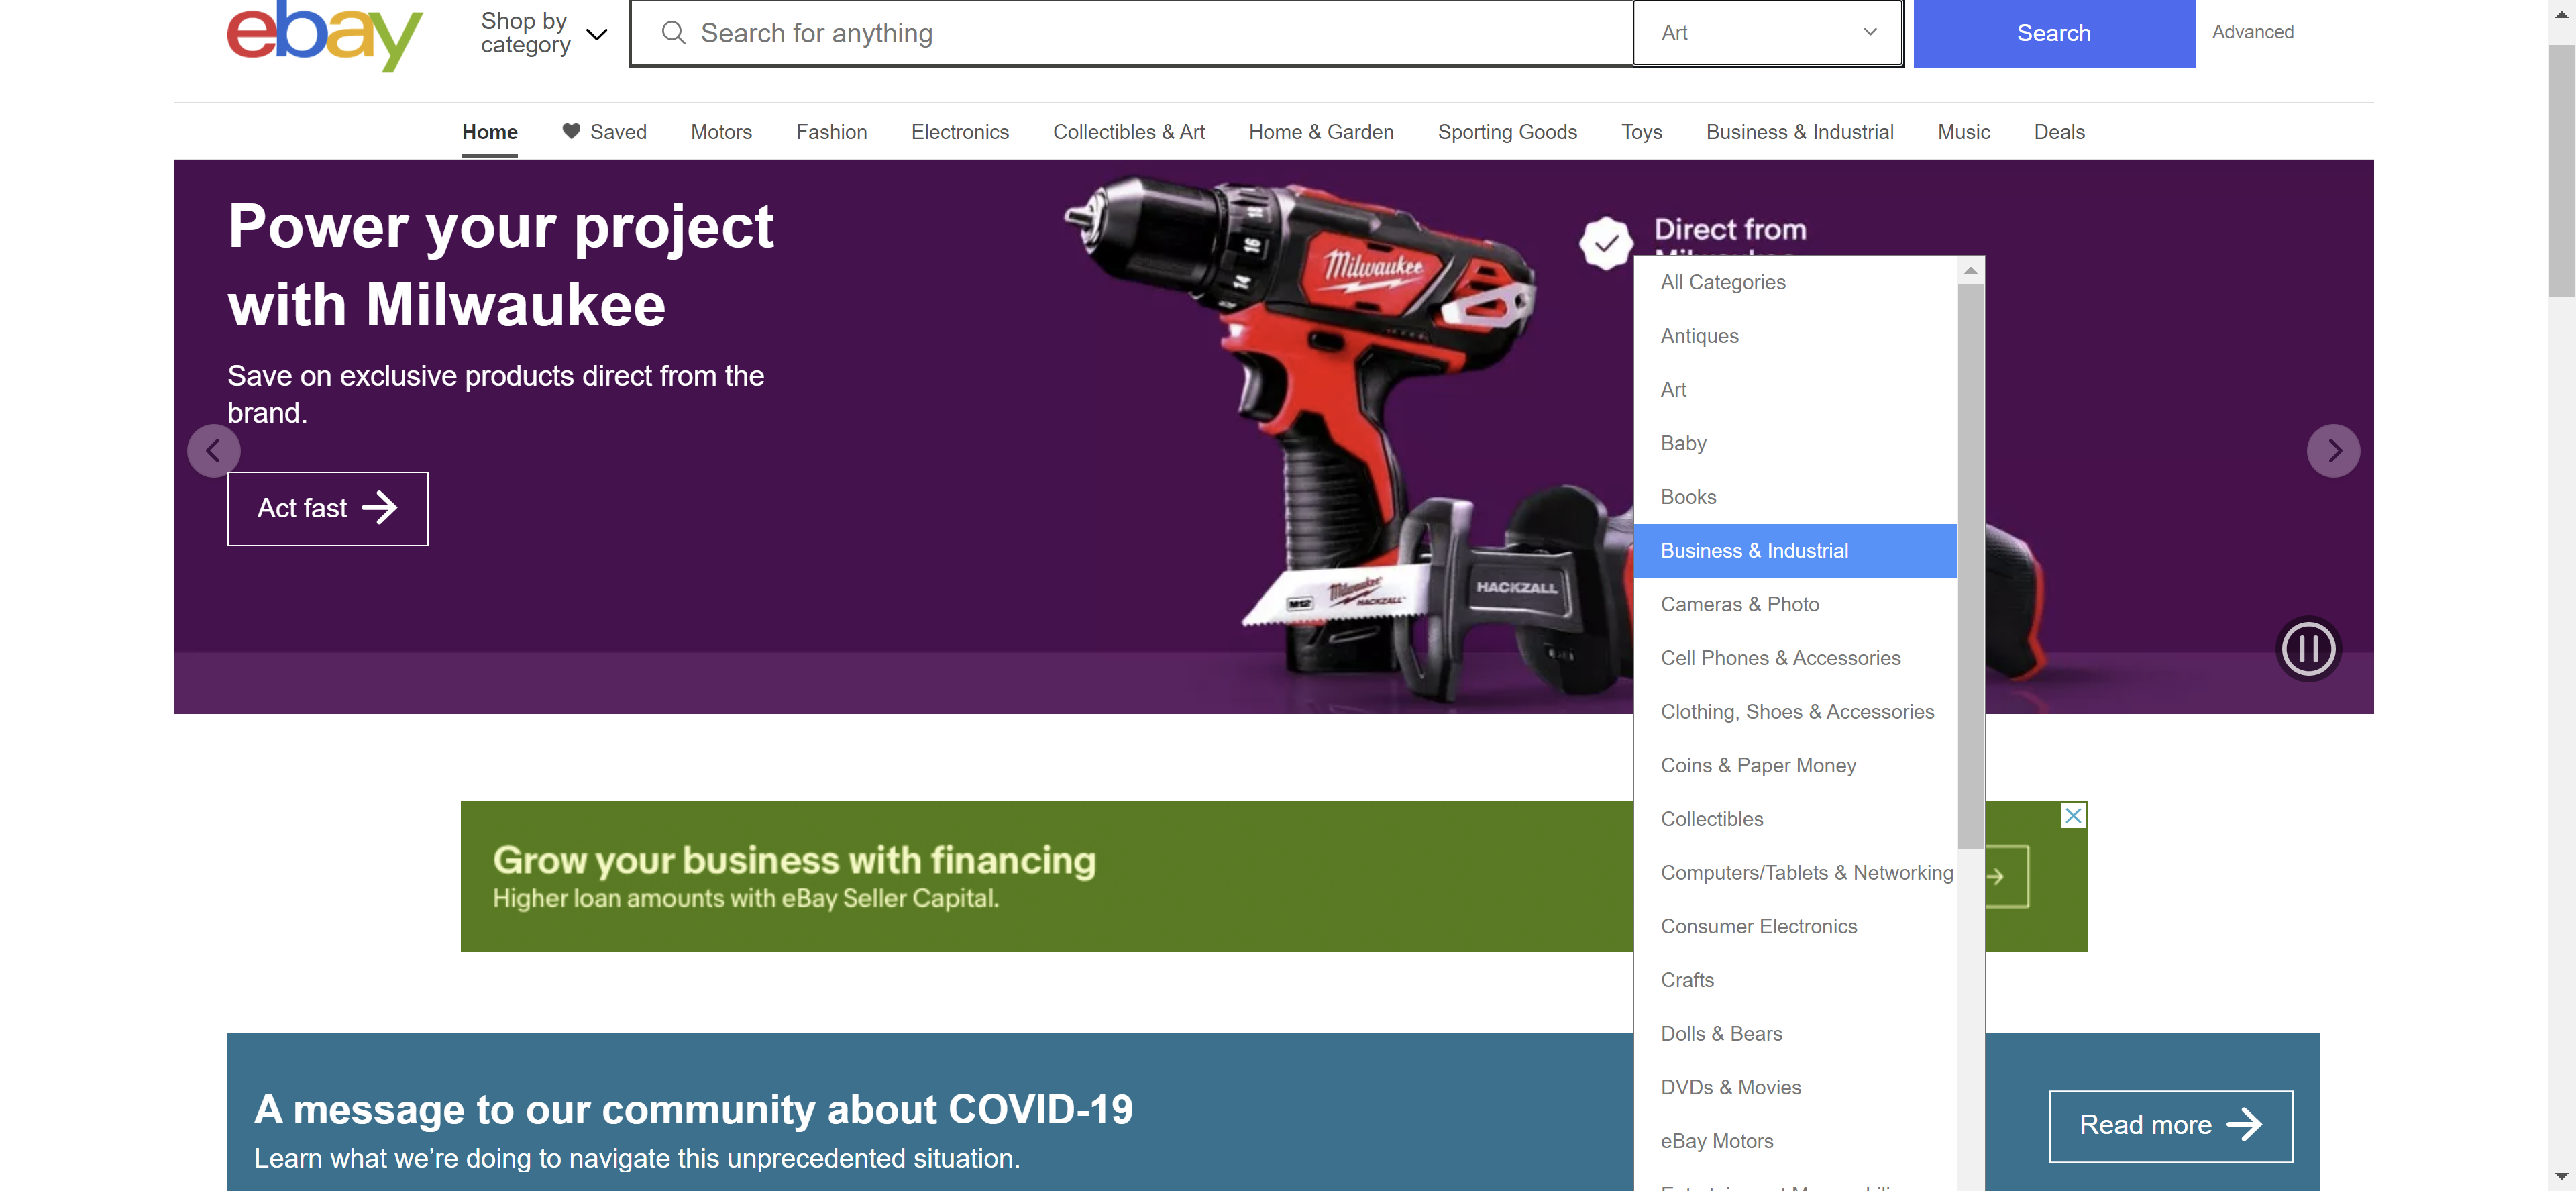 ebay
Shop by
category
Search for anything
Art
Search
Advanced
Home
Saved
Motors
Fashion
Electronics
Collectibles & Art
Home & Garden
Sporting Goods
Toys
Business & Industrial
Music
Deals
Power your project
with Milwaukee
Save on exclusive products direct from the
brand.
Act fast
Milwaukee
16
14
Direct from
M12
Milwaukee
HACKZALL
HACKZALL
All Categories
Antiques
Art
Baby
Books
Business & Industrial
Cameras & Photo
Cell Phones & Accessories
Clothing, Shoes & Accessories
Coins & Paper Money
Collectibles
Computers/Tablets & Networking
Consumer Electronics
Crafts
Dolls & Bears
DVDs & Movies
eBay Motors
Grow your business with financing
Higher loan amounts with eBay Seller Capital.
A message to our community about COVID-19
Learn what we're doing to navigate this unprecedented situation.
Read more